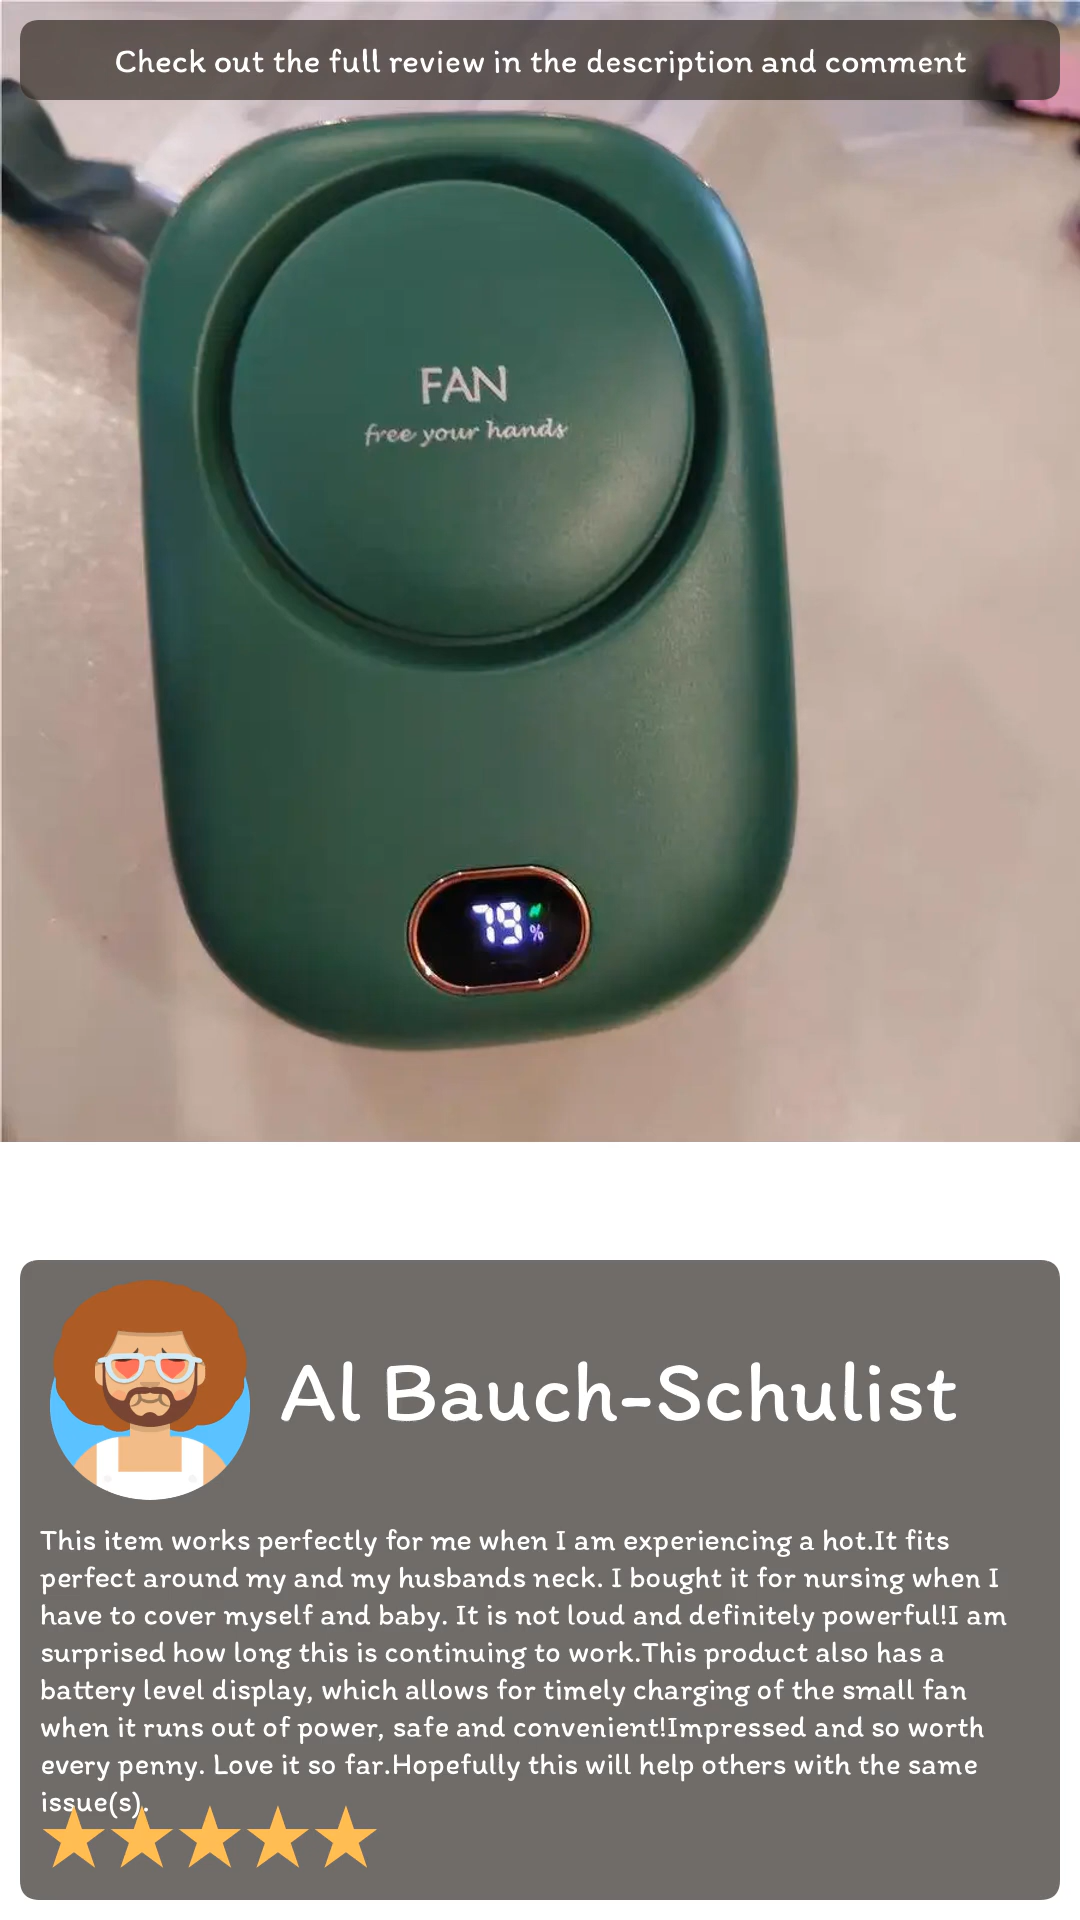 Check out the full review in the description and comment
FAN
free your hands
79
%
Al Bauch-Schulist
This item works perfectly for me when I am experiencing a hot.It fits
perfect around my and my husbands neck. I bought it for nursing when I
have to cover myself and baby. It is not loud and definitely powerful!I am
surprised how long this is continuing to work.This product also has a
battery level display, which allows for timely charging of the small fan
when it runs out of power, safe and convenient!Impressed and so worth
every penny. Love it so far.Hopefully this will help others with the same
issue(s).